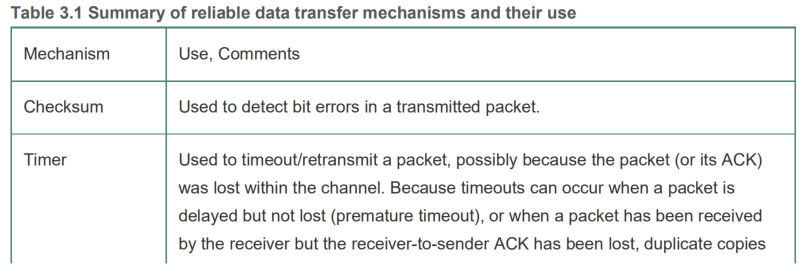 Table 3.1 Summary of reliable data transfer mechanisms and their use
Mechanism Use, Comments
Checksum Used to detect bit errors in a transmitted packet.
Timer Used to timeout/retransmit a packet, possibly because the packet (or its ACK)
was lost within the channel. Because timeouts can occur when a packet is
delayed but not lost (premature timeout), or when a packet has been received
by the receiver but the receiver-to-sender ACK has been lost, duplicate copies